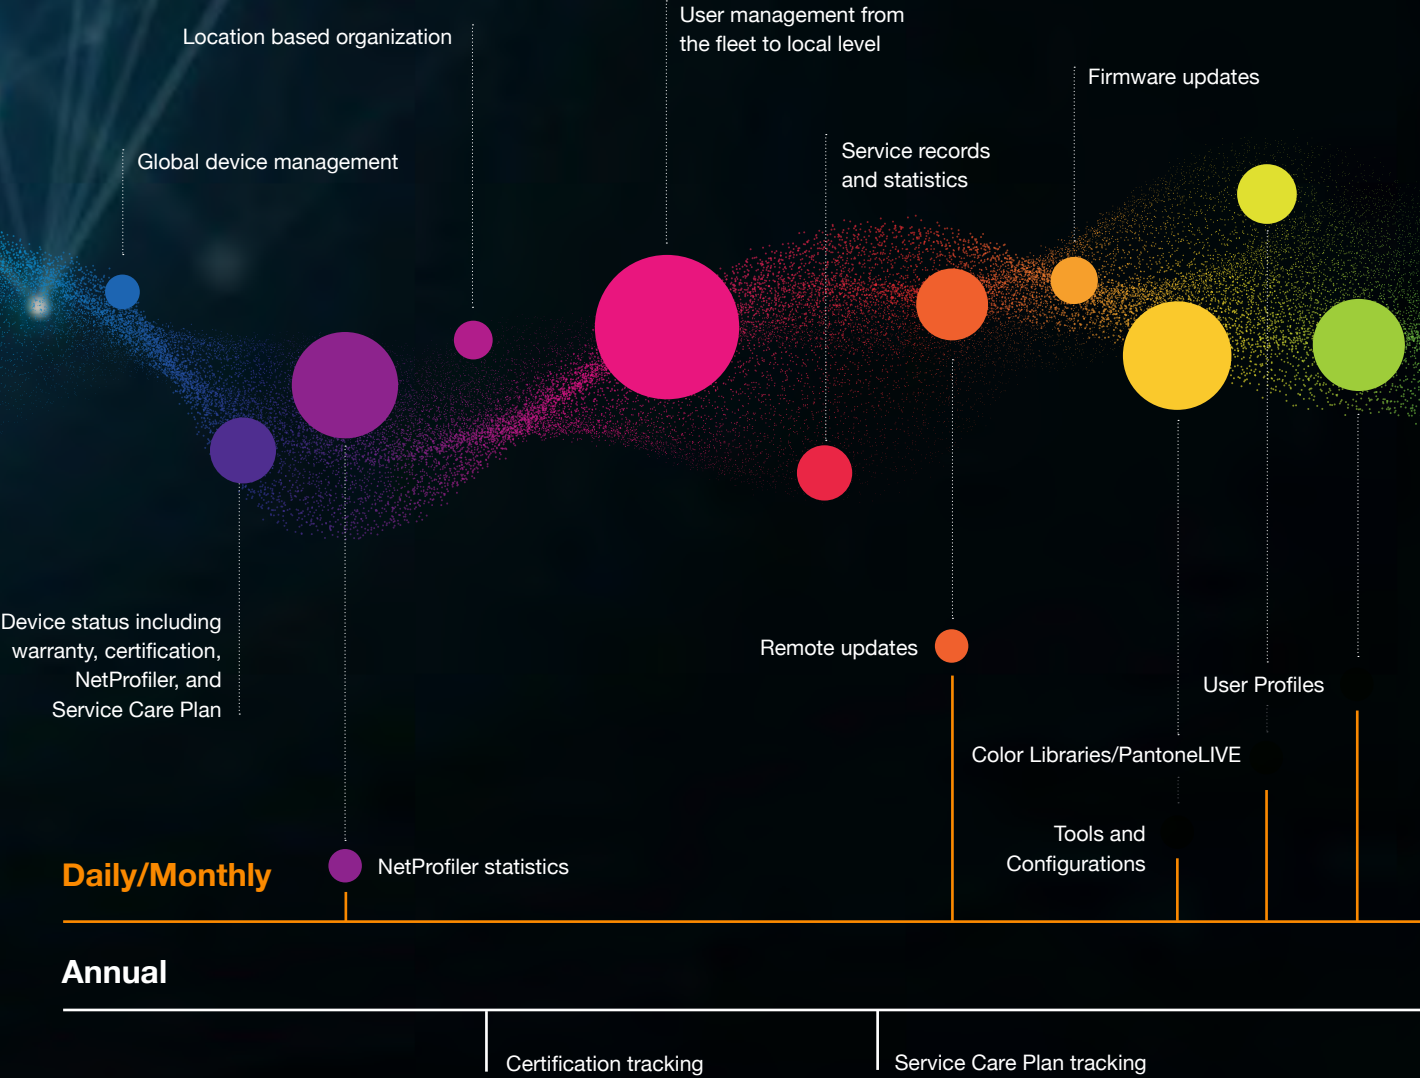 User management from
the fleet to local level
Location based organization
Firmware updates
Global device management
Service records
and statistics
Device status including
warranty, certification,
NetProfiler, and
Service Care Plan
Remote updates
User Profiles
Color Libraries/PantoneLIVE
Tools and
Configurations
Daily/Monthly
NetProfiler statistics
Annual
Certification tracking
Service Care Plan tracking